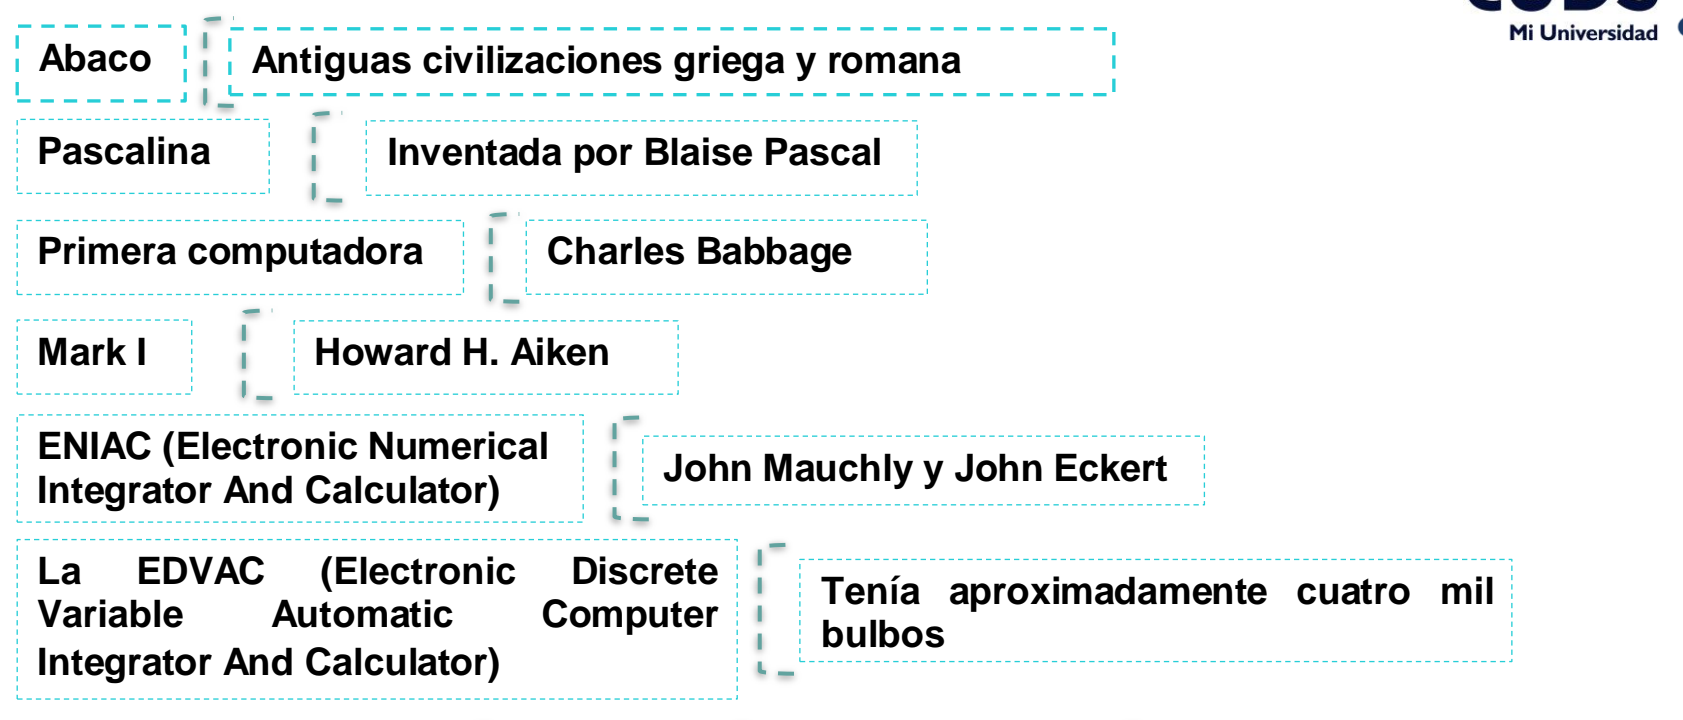 Mi Universidad
Abaco
Antiguas civilizaciones griega y romana
Pascalina
Inventada por Blaise Pascal
Primera computadora
Charles Babbage
Mark I
Howard H. Aiken
ENIAC (Electronic Numerical
Integrator And Calculator)
John Mauchly y John Eckert
La EDVAC (Electronic Discrete
Variable Automatic Computer
Integrator And Calculator)
Tenía aproximadamente cuatro mil
bulbos